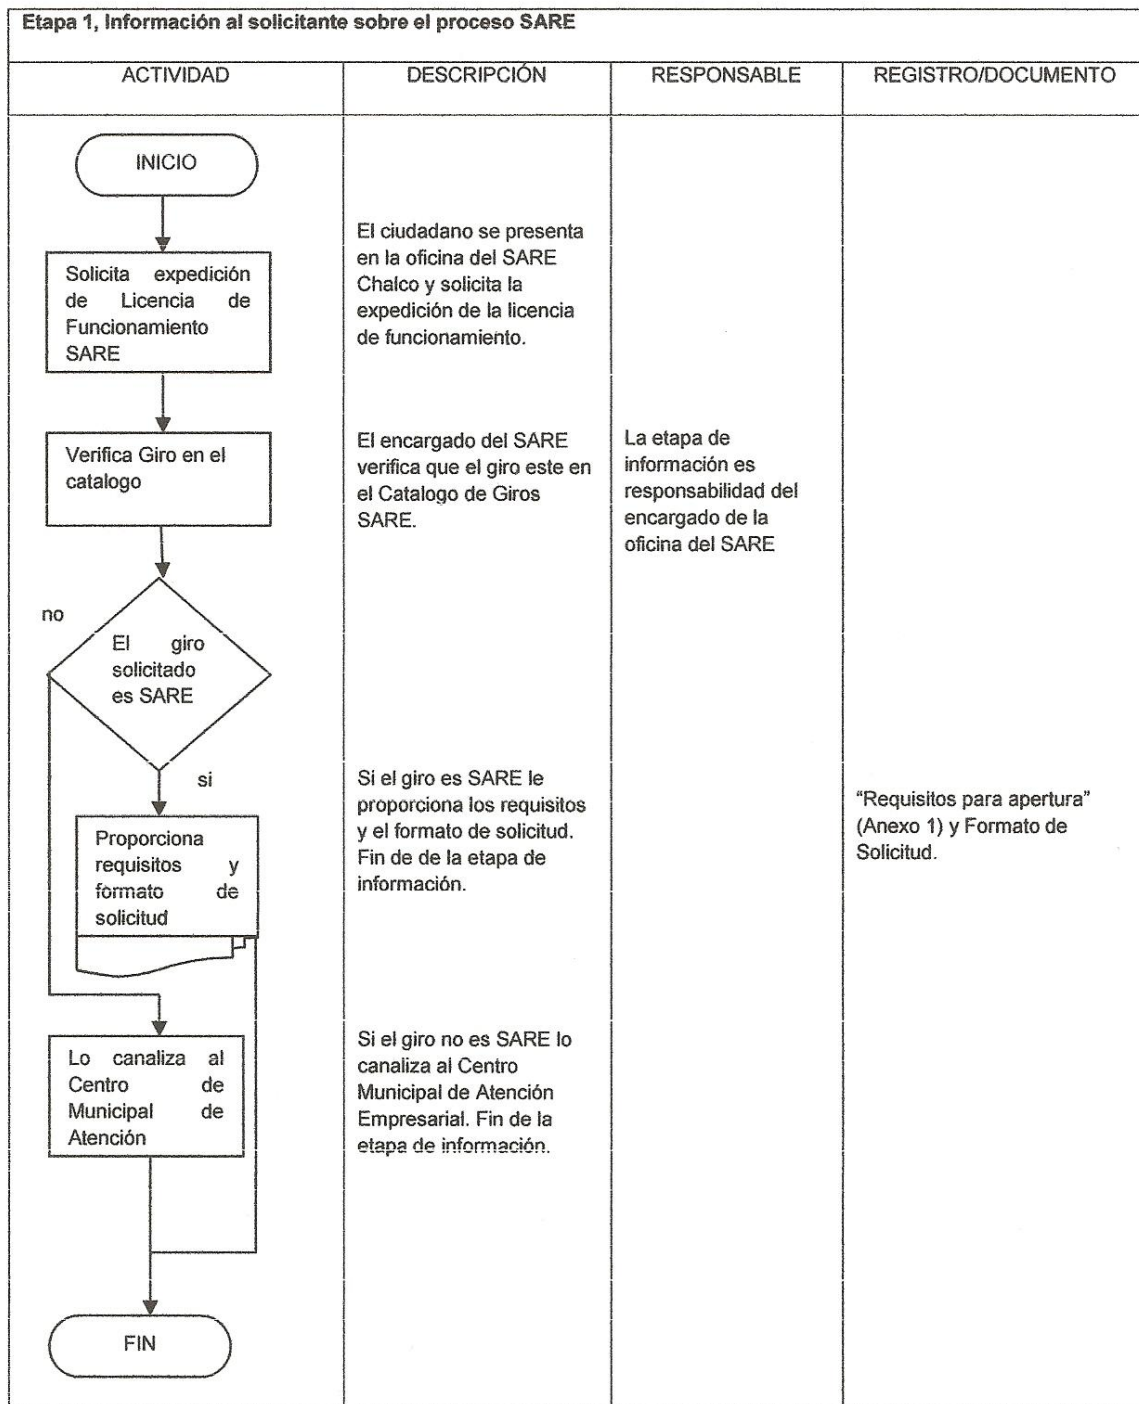 Etapa 1, Información al solicitante sobre el proceso SARE
ACTIVIDAD
DESCRIPCIÓN
RESPONSABLE
REGISTRO/DOCUMENTO
INICIO
Solicita expedición
de Licencia de
Funcionamiento
SARE
El ciudadano se presenta
en la oficina del SARE
Chalco y solicita la
expedición de la licencia
de funcionamiento.
Verifica Giro en el
catalogo
El encargado del SARE
verifica que el giro este en
el Catalogo de Giros
SARE.
La etapa de
información es
responsabilidad del
encargado de la
oficina del SARE
no
El giro
solicitado
es SARE
si
Proporciona
requisitos y
formato de
solicitud
Si el giro es SARE le
proporciona los requisitos
y el formato de solicitud.
Fin de de la etapa de
información.
“Requisitos para apertura”
(Anexo 1) y Formato de
Solicitud.
Lo canaliza al
Centro de
Municipal de
Atención
Si el giro no es SARE lo
canaliza al Centro
Municipal de Atención
Empresarial. Fin de la
etapa de información.
FIN